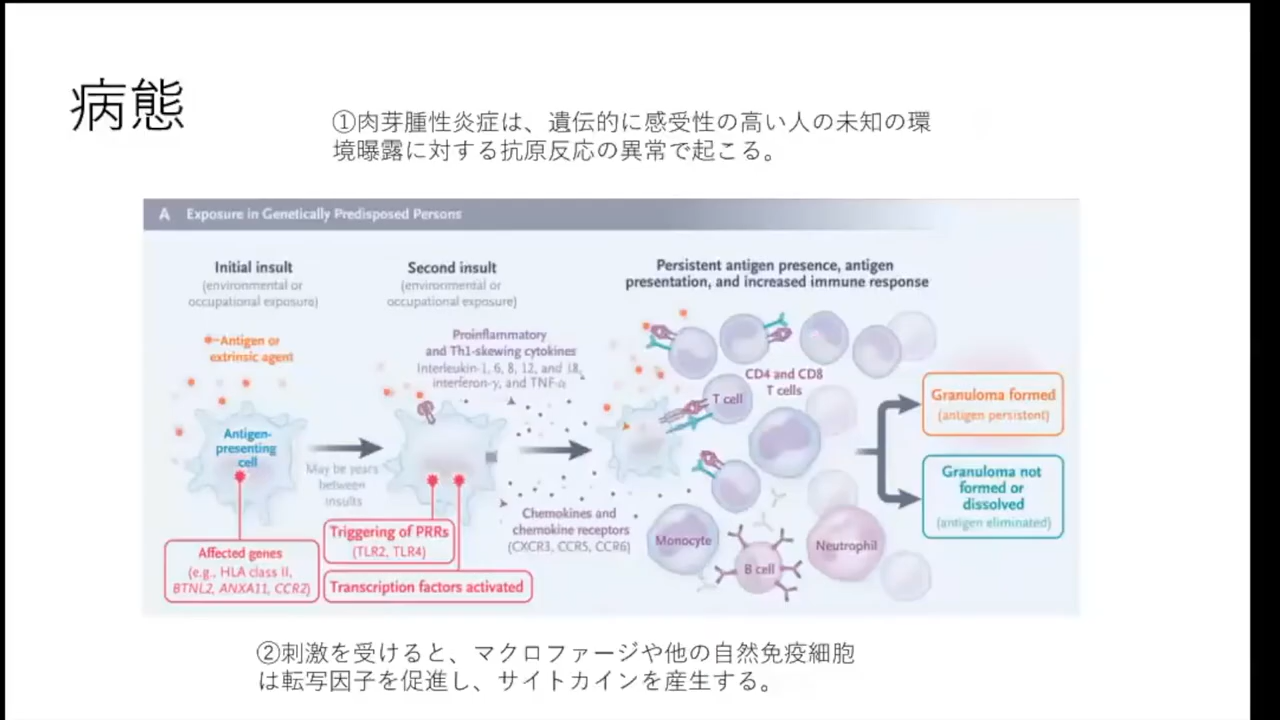 病態
①肉芽腫性炎症は、遺伝的に感受性の高い人の未知の環
境曝露に対する抗原反応の異常で起こる。
A Exposure in Genetically Predisposed Persons
Initial insult
(environmental or
occupational exposure)
Second insult
(environmental or
occupational exposure)
Persistent antigen presence, antigen
presentation, and increased immune response
Antigen or
extrinsic agent
Proinflammatory
and Th1-skewing cytokines
Interleukin-1, 6, 8, 12, and 18,
interferon-γ, and TNF-α
CD4 and CD8
T cells
T cell
Granuloma formed
(antigen persistent)
Antigen-
presenting
cell
May be years
between
insults
Granuloma not
formed or
dissolved
(antigen eliminated)
Chemokines and
chemokine receptors
(CXCR3, CCR5, CCR6)
Triggering of PRRs
(TLR2, TLR4)
Monocyte
Neutrophil
B cell
Affected genes
(e.g., HLA class II,
BTNL2, ANXA11, CCR2)
Transcription factors activated
②刺激を受けると、マクロファージや他の自然免疫細胞
は転写因子を促進し、サイトカインを産生する。